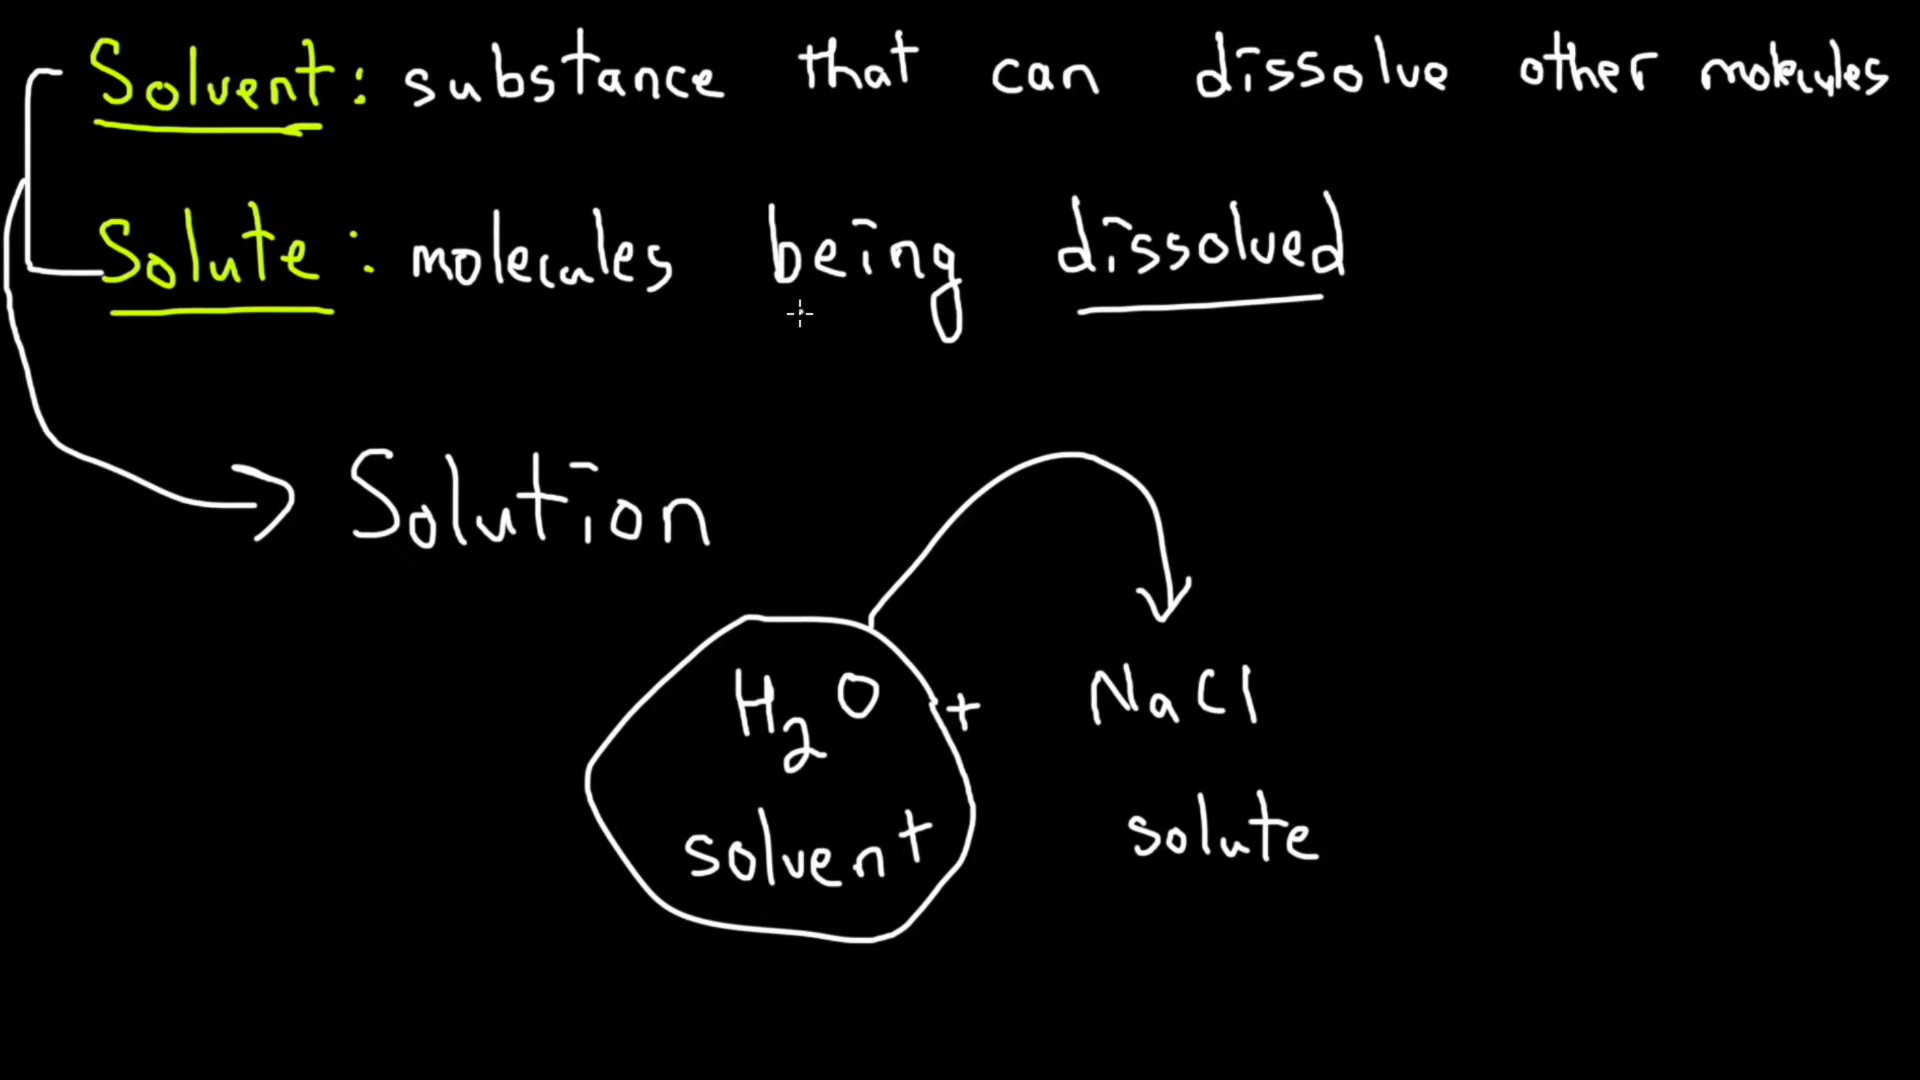 Solvent: substance that can dissolve other molecules
Solute: molecules being dissolved
Solution
H₂O + NaCl
solvent solute